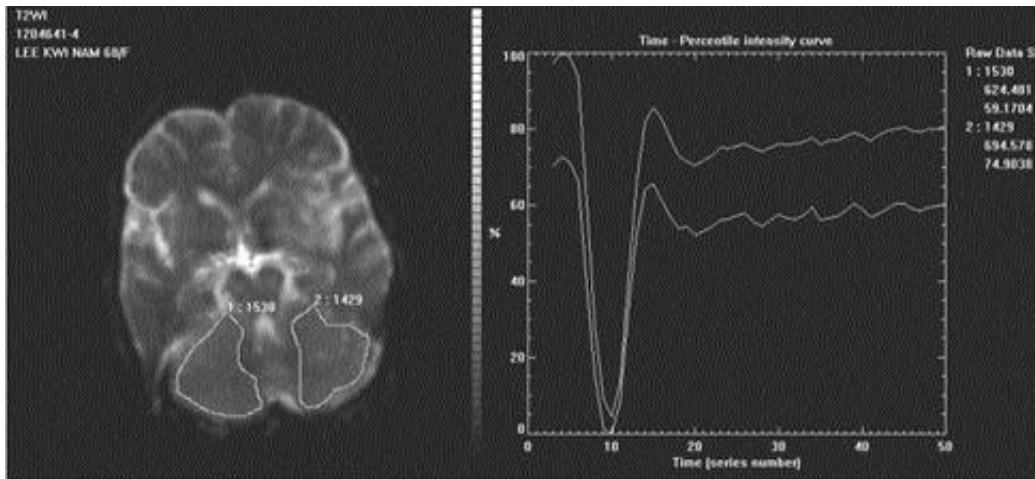 T2WI
1204641-4
LEE KWI NAM 68/F
1 : 1530
2 : 1429
Time - Percentile intensity curve
100
80
60
%
40
20
0
0 10 20 30 40 50
Time (series number)
Raw Data S
1 : 1530
624.481
59.1784
2 : 1429
694.578
74.9038